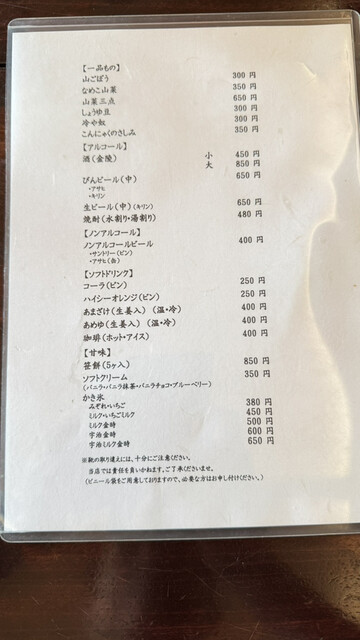 【一品もの】
山ごぼう 300 円
なめこ山菜 350 円
山菜三点 650 円
しょうゆ豆 300 円
冷や奴 300 円
こんにゃくのさしみ 350 円
【アルコール】
酒(金陵) 小 450 円
大 850 円
びんビール(中) 650 円
・アサヒ
・キリン
生ビール(中)(キリン) 650 円
焼酎(水割り・湯割り) 480 円
【ノンアルコール】
ノンアルコールビール 400 円
・サントリー(ビン)
・アサヒ(缶)
【ソフトドリンク】
コーラ(ビン) 250 円
ハイシーオレンジ(ビン) 250 円
あまざけ(生姜入)(温・冷) 400 円
あめゆ(生姜入)(温・冷) 400 円
珈琲(ホット・アイス) 400 円
【甘味】
笹餅(5ヶ入) 850 円
ソフトクリーム 350 円
(バニラ・バニラ抹茶・バニラチョコ・ブルーベリー)
かき氷
みぞれ・いちご 380 円
ミルク・いちごミルク 450 円
ミルク金時 500 円
宇治金時 600 円
宇治ミルク金時 650 円
※靴の取り違えには、十分にご注意ください。
当店では責任を負いかねます。ご了承くださいませ。
(ビニール袋をご用意しておりますので、必要な方はお申し付けください。)